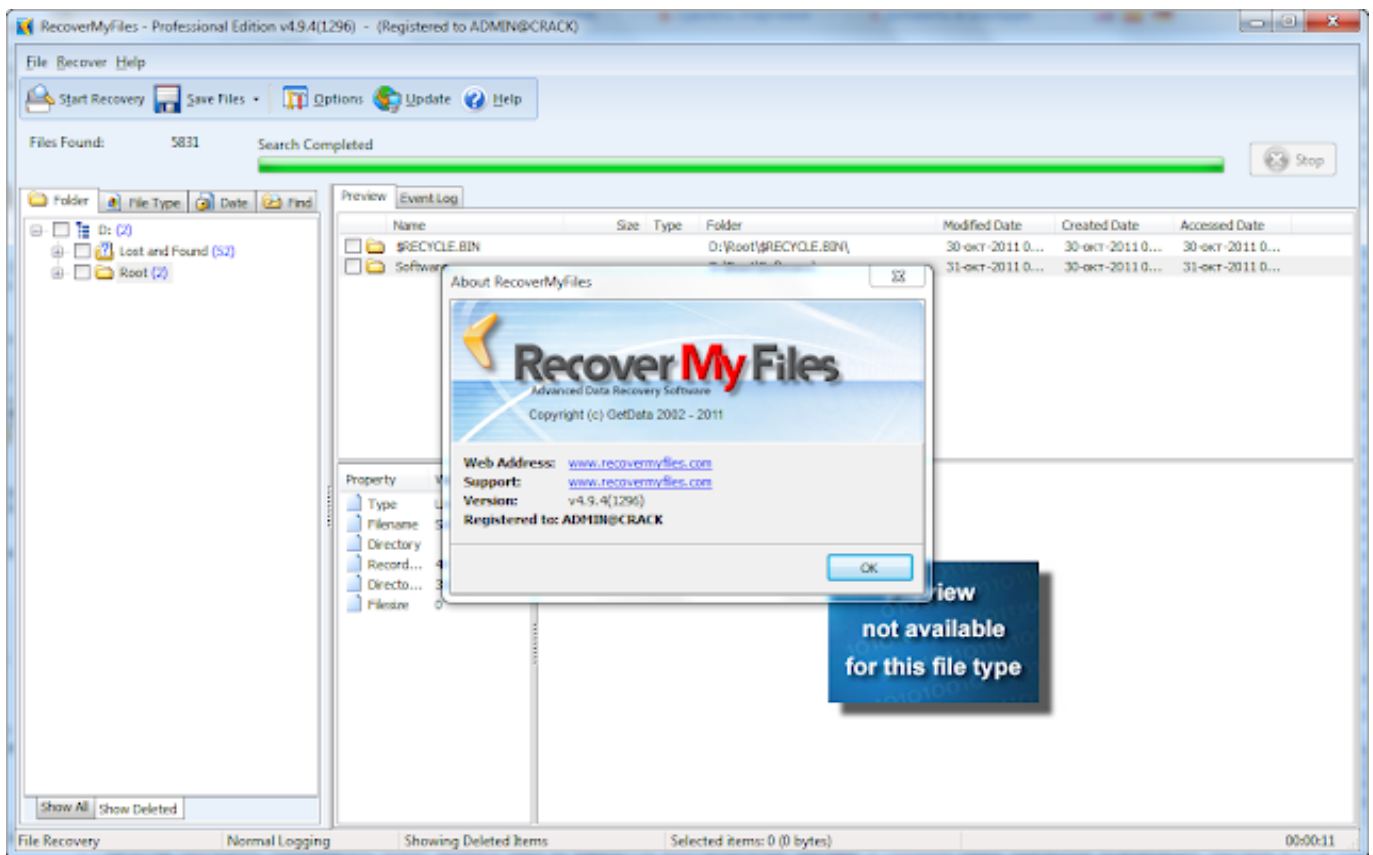 RecoverMyFiles - Professional Edition v4.9.4(1296) - (Registered to ADMIN@CRACK)
File Recover Help
Start Recovery Save Files Options Update Help
Files Found: 5831 Search Completed
Stop
Folder File Type Date Find
Preview Event Log
Name Size Type Folder Modified Date Created Date Accessed Date
D: (2)
Lost and Found (52)
Root (2)
$RECYCLE.BIN D:\Root\$RECYCLE.BIN\ 30-окт-2011 0... 30-окт-2011 0... 30-окт-2011 0...
Software 31-окт-2011 0... 30-окт-2011 0... 31-окт-2011 0...
About RecoverMyFiles
Recover My Files
Advanced Data Recovery Software
Copyright (c) GetData 2002 - 2011
Web Address: www.recovermyfiles.com
Support: www.recovermyfiles.com
Version: v4.9.4(1296)
Registered to: ADMIN@CRACK
OK
Property
Type
Filename
Directory
Record... 4
Directo... 3
Filesize 0
not available
for this file type
Show All Show Deleted
File Recovery Normal Logging Showing Deleted Items Selected items: 0 (0 bytes) 00:00:11